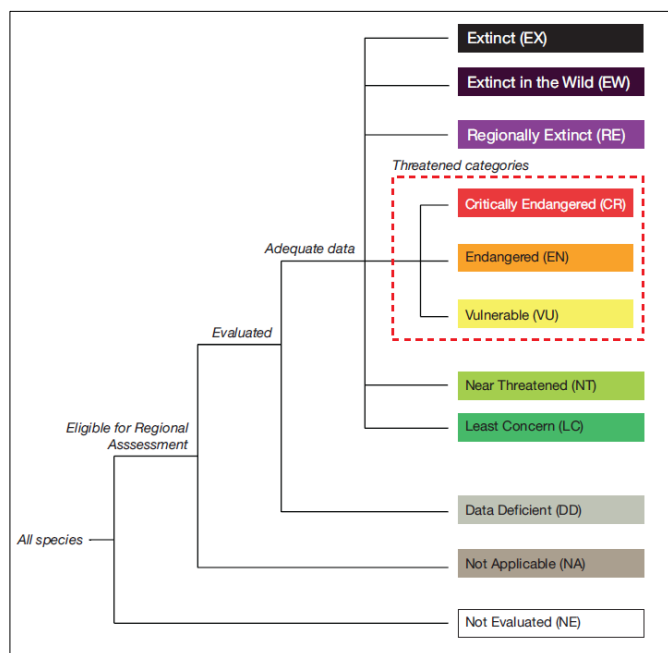 Extinct (EX)
Extinct in the Wild (EW)
Regionally Extinct (RE)
Threatened categories
Critically Endangered (CR)
Adequate data
Endangered (EN)
Vulnerable (VU)
Evaluated
Near Threatened (NT)
Eligible for Regional
Asssessment
Least Concern (LC)
Data Deficient (DD)
All species
Not Applicable (NA)
Not Evaluated (NE)